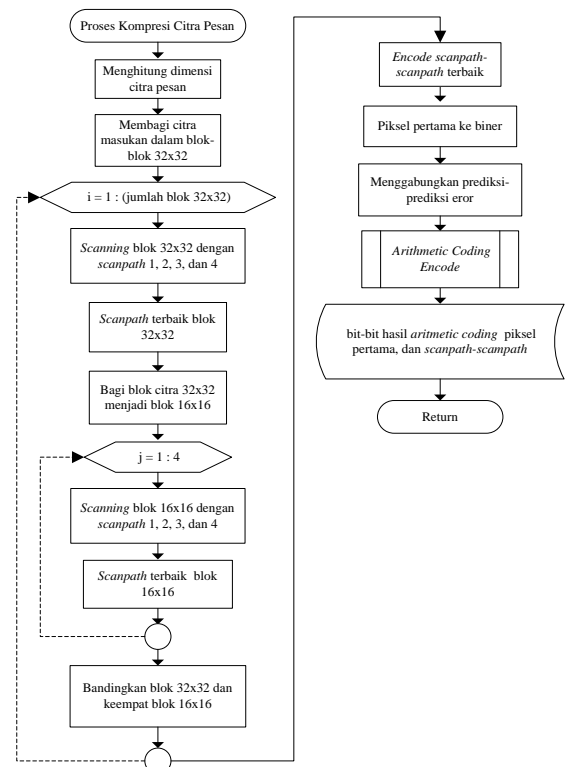 Proses Kompresi Citra Pesan
Menghitung dimensi
citra pesan
Membagi citra
masukan dalam blok-
blok 32x32
i = 1 : (jumlah blok 32x32)
Scanning blok 32x32 dengan
scanpath 1, 2, 3, dan 4
Scanpath terbaik blok
32x32
Bagi blok citra 32x32
menjadi blok 16x16
j = 1 : 4
Scanning blok 16x16 dengan
scanpath 1, 2, 3, dan 4
Scanpath terbaik blok
16x16
Bandingkan blok 32x32 dan
keempat blok 16x16
Encode scanpath-
scanpath terbaik
Piksel pertama ke biner
Menggabungkan prediksi-
prediksi eror
Arithmetic Coding
Encode
bit-bit hasil aritmetic coding piksel
pertama, dan scanpath-scampath
Return